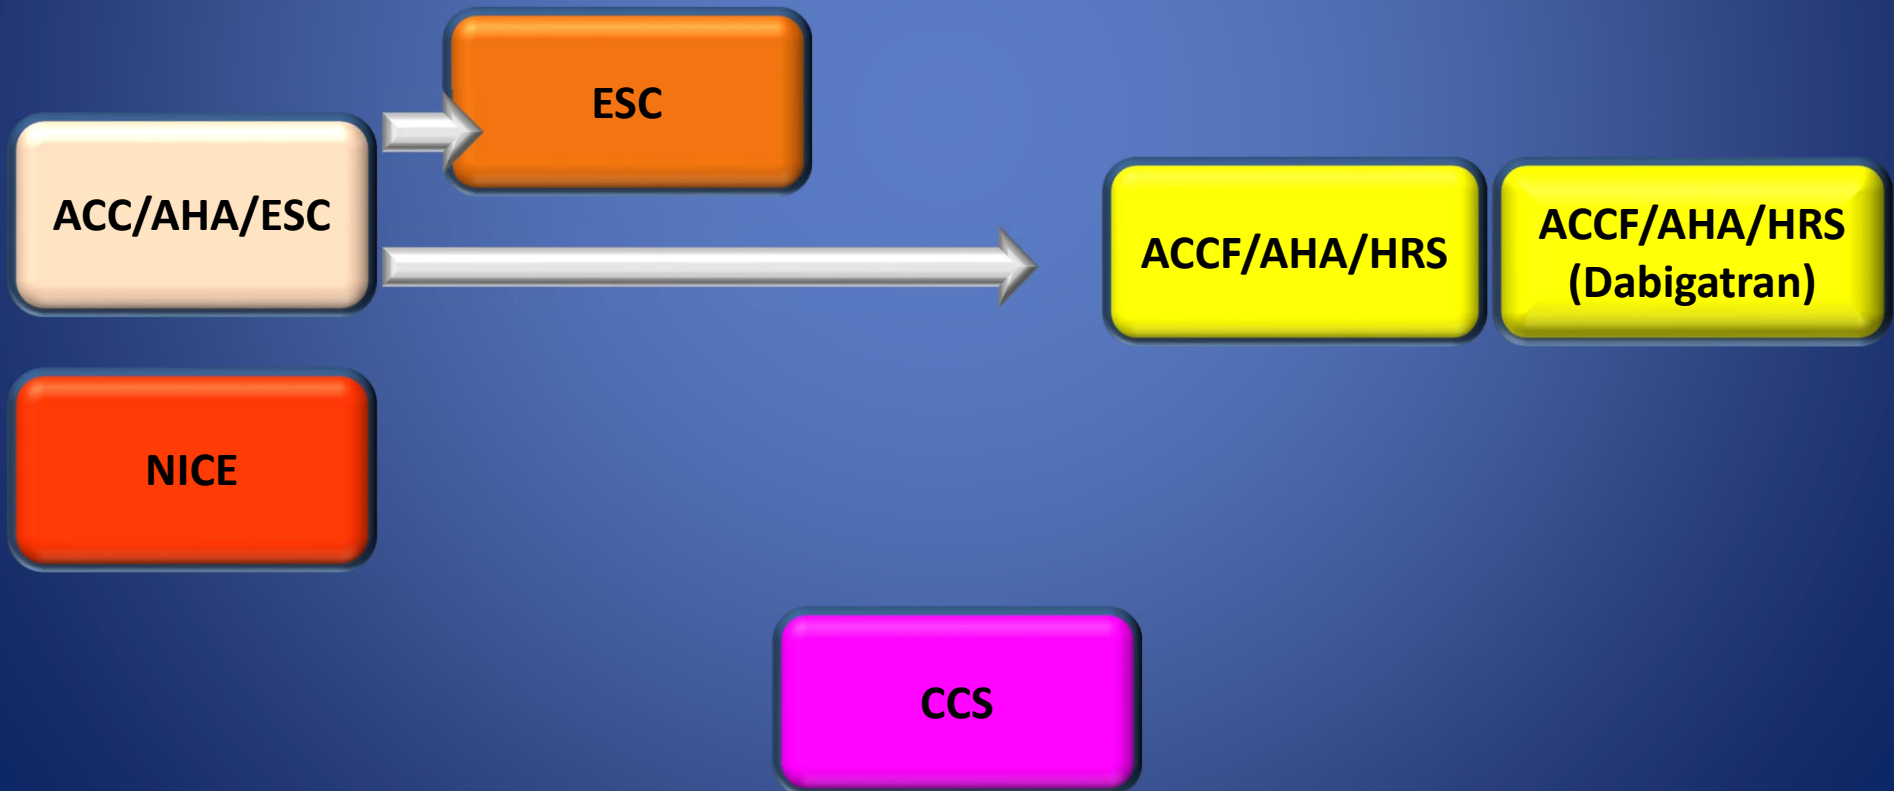 ESC
ACC/AHA/ESC
ACCF/AHA/HRS
ACCF/AHA/HRS
(Dabigatran)
NICE
CCS